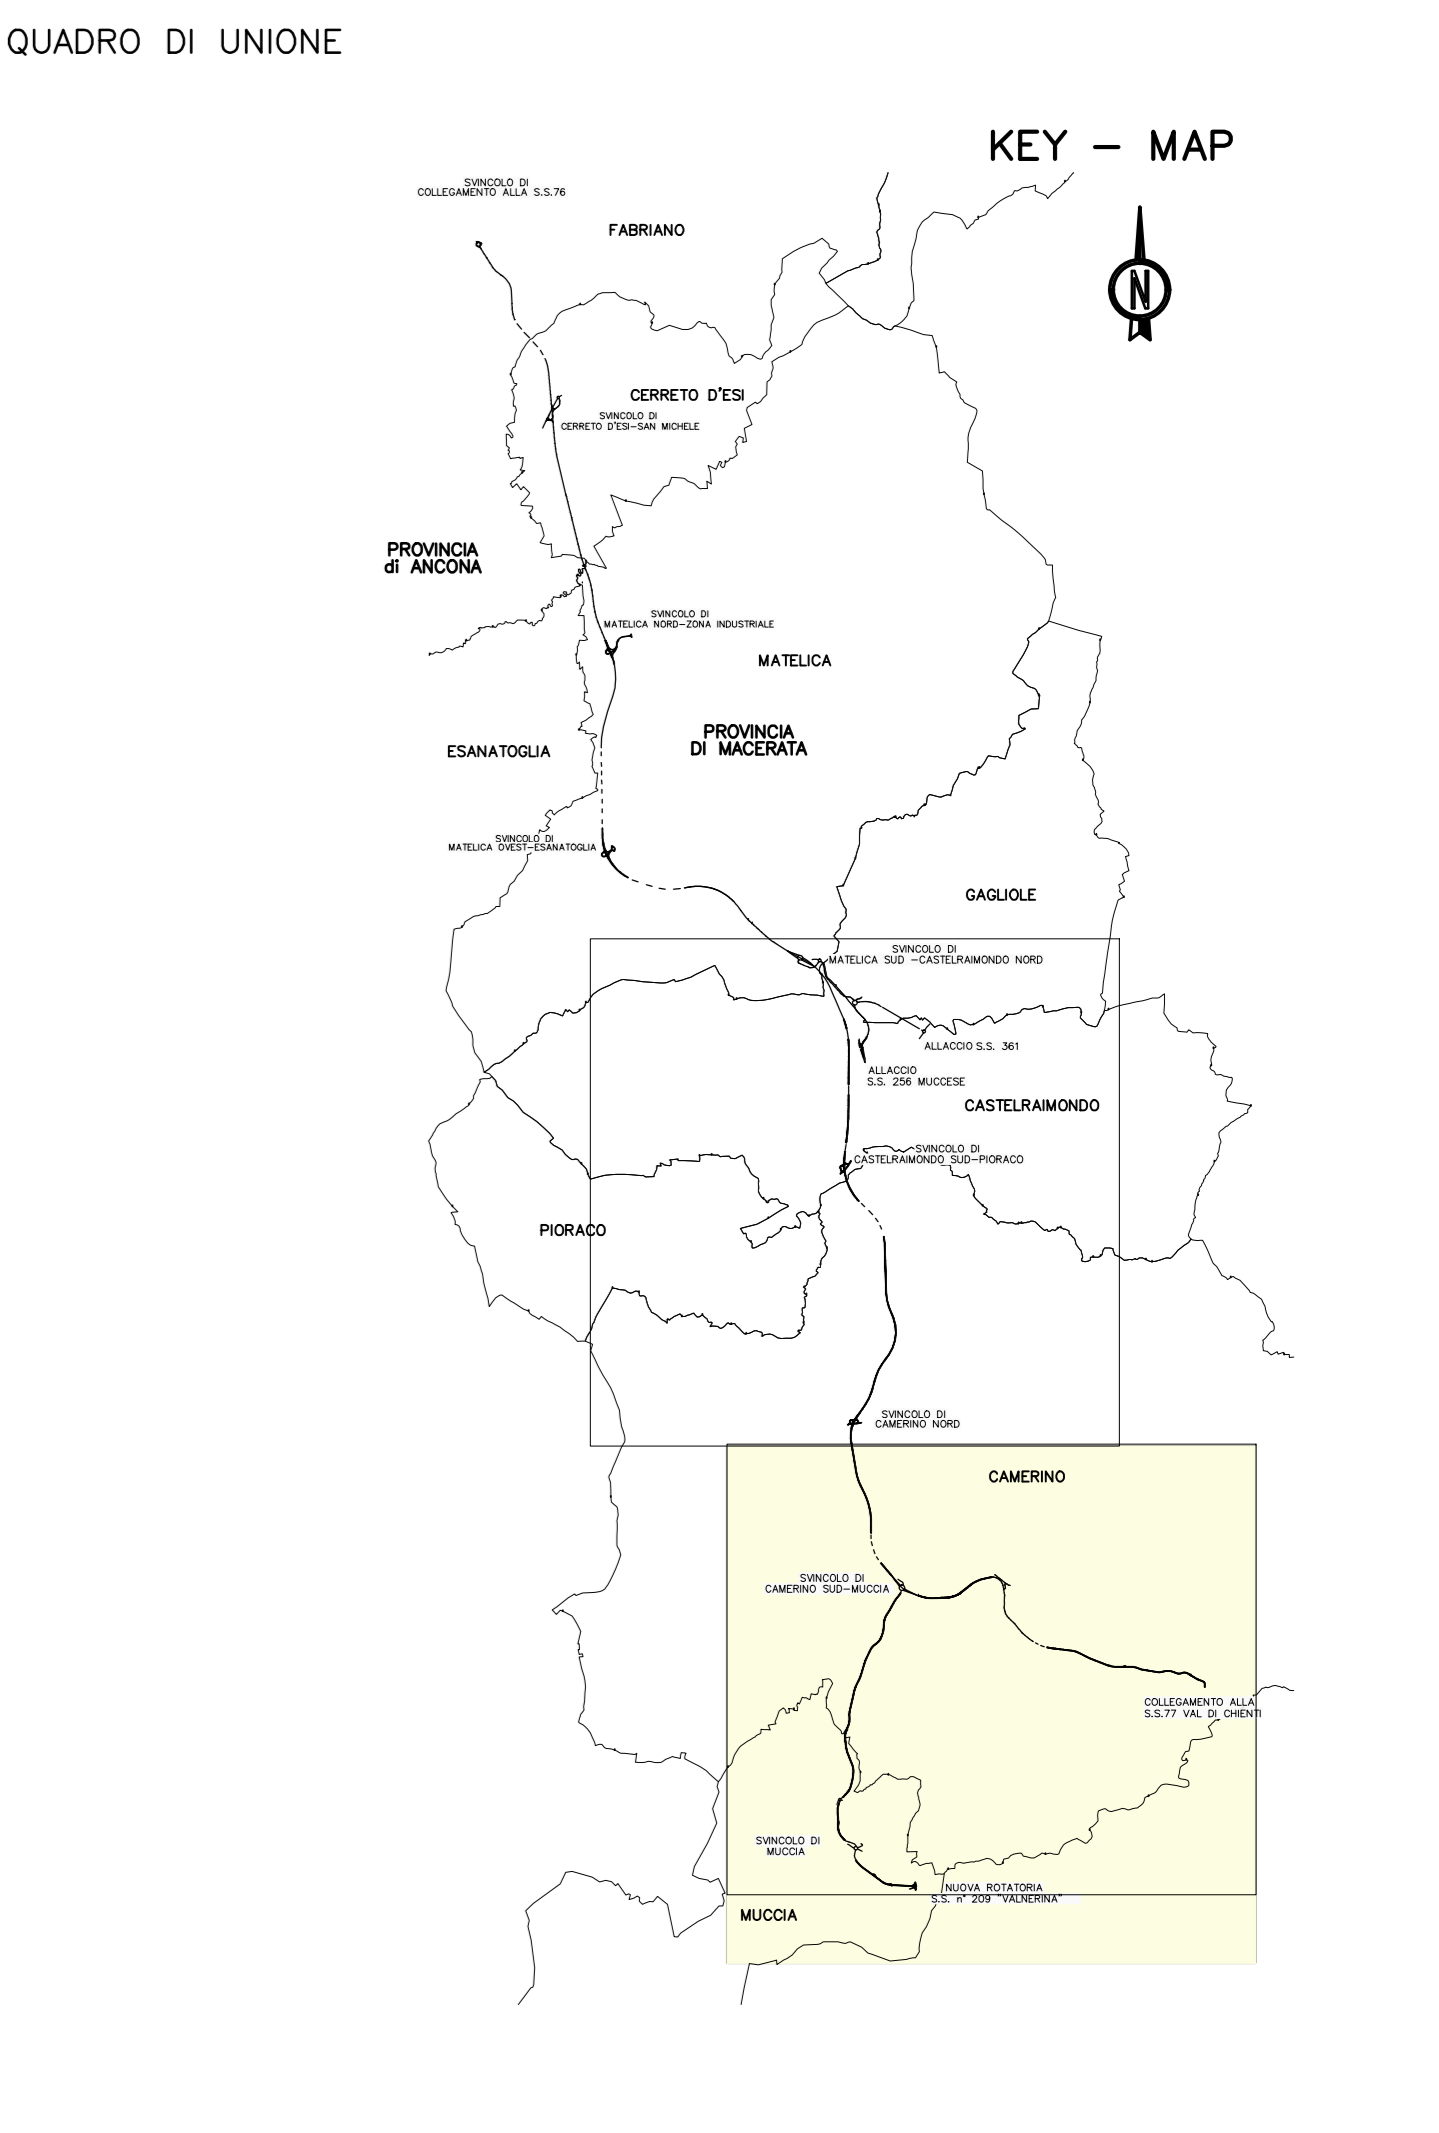 QUADRO DI UNIONE
KEY - MAP
SVINCOLO DI
COLLEGAMENTO ALLA S.S.76
FABRIANO
N
CERRETO D'ESI
SVINCOLO DI
CERRETO D'ESI-SAN MICHELE
PROVINCIA
di ANCONA
SVINCOLO DI
MATELICA NORD-ZONA INDUSTRIALE
MATELICA
PROVINCIA
DI MACERATA
ESANATOGLIA
SVINCOLO DI
MATELICA OVEST-ESANATOGLIA
GAGLIOLE
SVINCOLO DI
MATELICA SUD -CASTELRAIMONDO NORD
ALLACCIO S.S. 361
ALLACCIO
S.S. 256 MUCCESE
CASTELRAIMONDO
SVINCOLO DI
CASTELRAIMONDO SUD-PIORACO
PIORACO
SVINCOLO DI
CAMERINO NORD
CAMERINO
SVINCOLO DI
CAMERINO SUD-MUCCIA
COLLEGAMENTO ALLA
S.S.77 VAL DI CHIENTI
SVINCOLO DI
MUCCIA
NUOVA ROTATORIA
S.S. n° 209 "VALNERINA"
MUCCIA